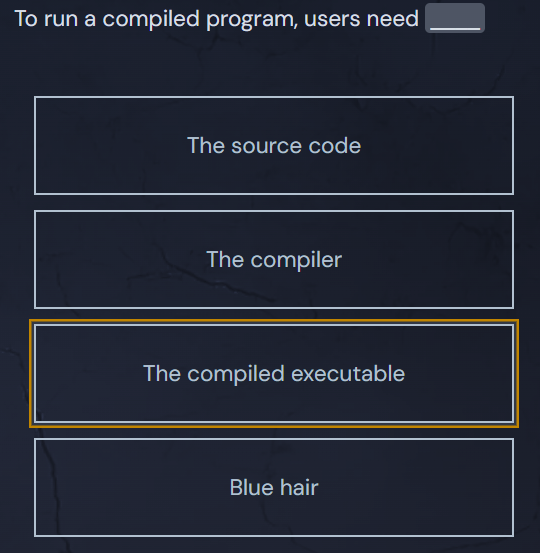 To run a compiled program, users need ____
The source code
The compiler
The compiled executable
Blue hair